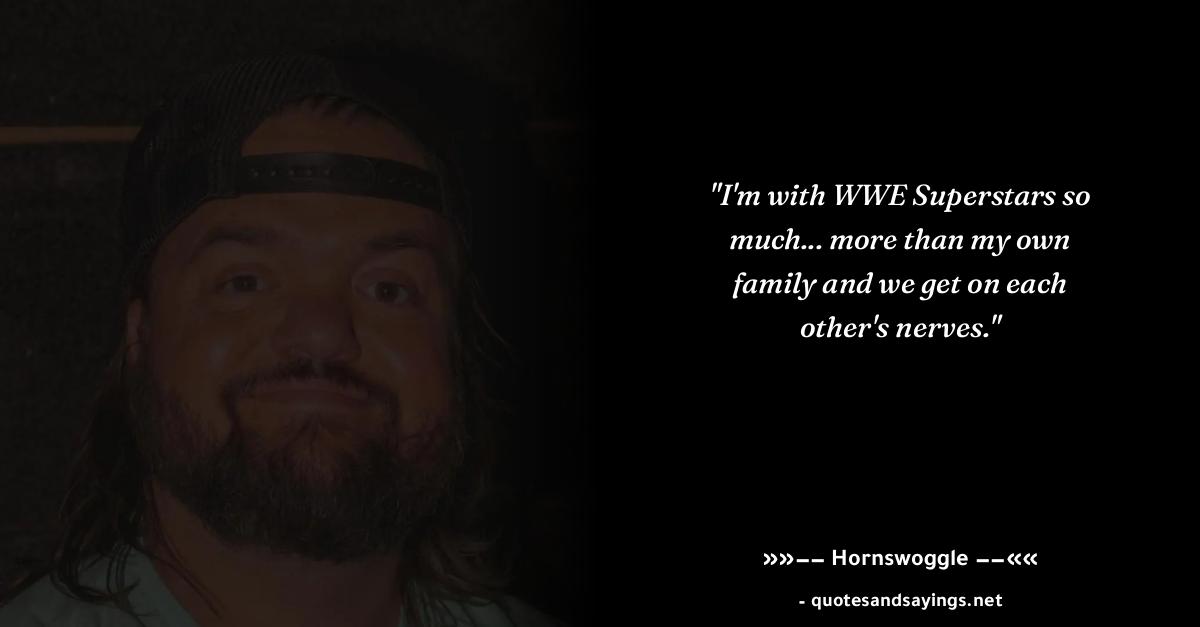 "I'm with WWE Superstars so
much... more than my own
family and we get on each
other's nerves."
»»−− Hornswoggle −−««
- quotesandsayings.net